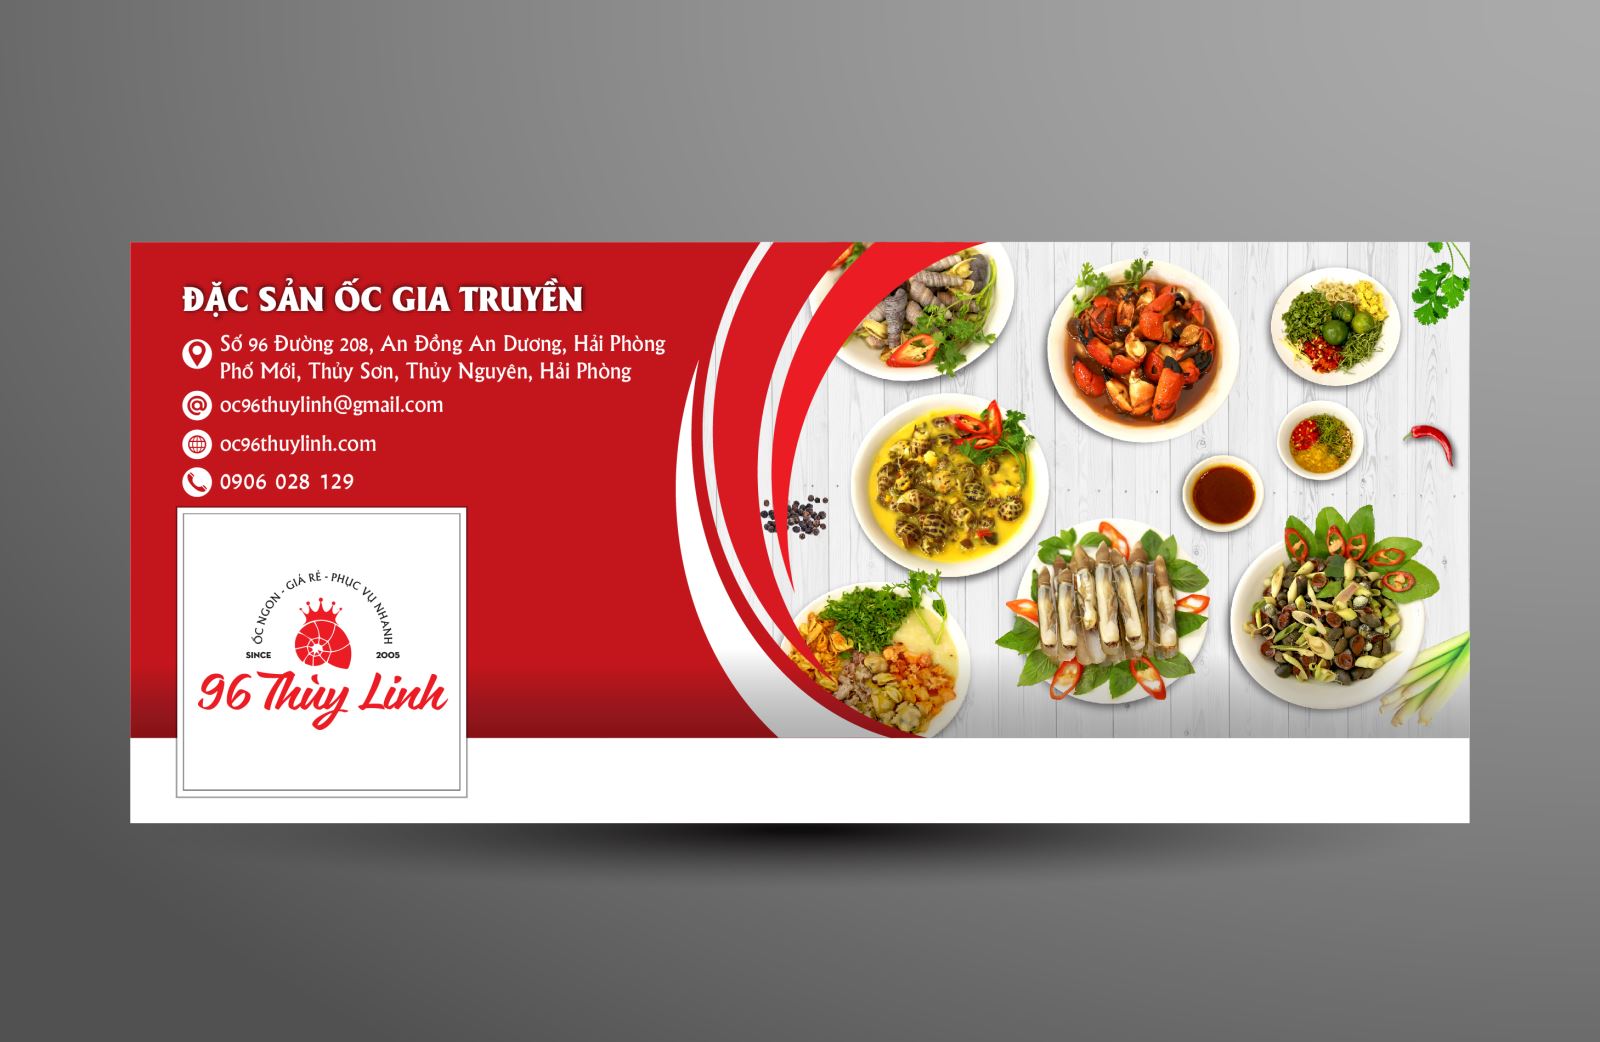 ĐẶC SẢN ỐC GIA TRUYỀN
Số 96 Đường 208, An Đồng An Dương, Hải Phòng
Phố Mới, Thủy Sơn, Thủy Nguyên, Hải Phòng
oc96thuylinh@gmail.com
oc96thuylinh.com
0906 028 129
ỐC NGON - GIÁ RẺ - PHỤC VỤ NHANH
SINCE 2005
96 Thùy Linh